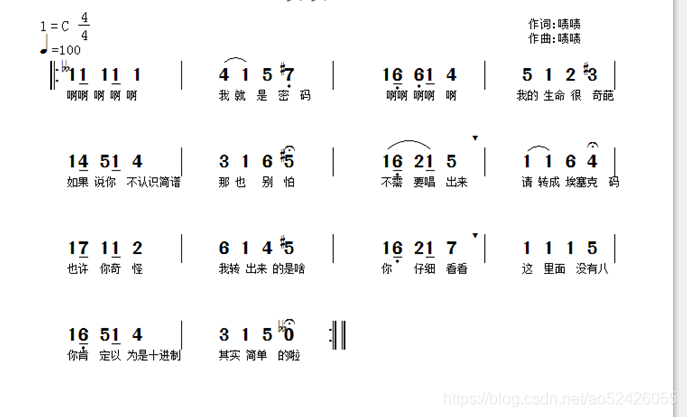 1=C 4/4
作词:啧啧
♩=100
作曲:啧啧
♭♭11 11 1 | 4 1 5 #7 | 16 61 4 | 5 1 2 #3
啊啊 啊 啊 啊 我 就 是 密 码 啊啊 啊啊 啊 我的 生命 很 奇葩
14 51 4 | 3 1 6 #5 | 16 21 5 | 1 1 6 4
如果 说你 不认识简谱 那 也 别 怕 不需 要唱 出来 请 转成 埃塞克 码
17 11 2 | 6 1 4 #5 | 16 21 7 | 1 1 1 5
也许 你奇 怪 我转 出来 的是啥 你 仔细 看看 这 里面 没有八
16 51 4 | 3 1 5 ♭♭0
你肯 定以 为是十进制 其实 简单 的啦
https://blog.csdn.net/ao52426055